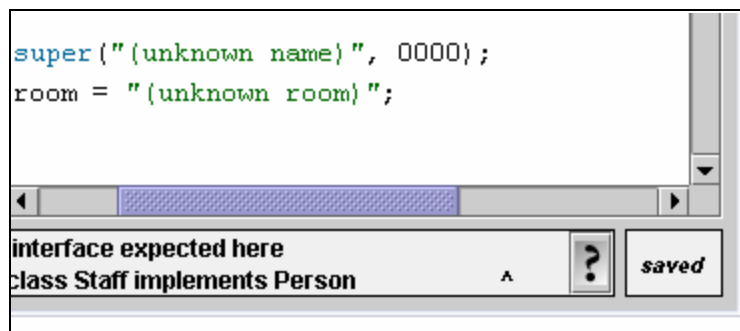 super("(unknown name)", 0000);
room = "(unknown room)";
interface expected here
class Staff implements Person ^
?
saved